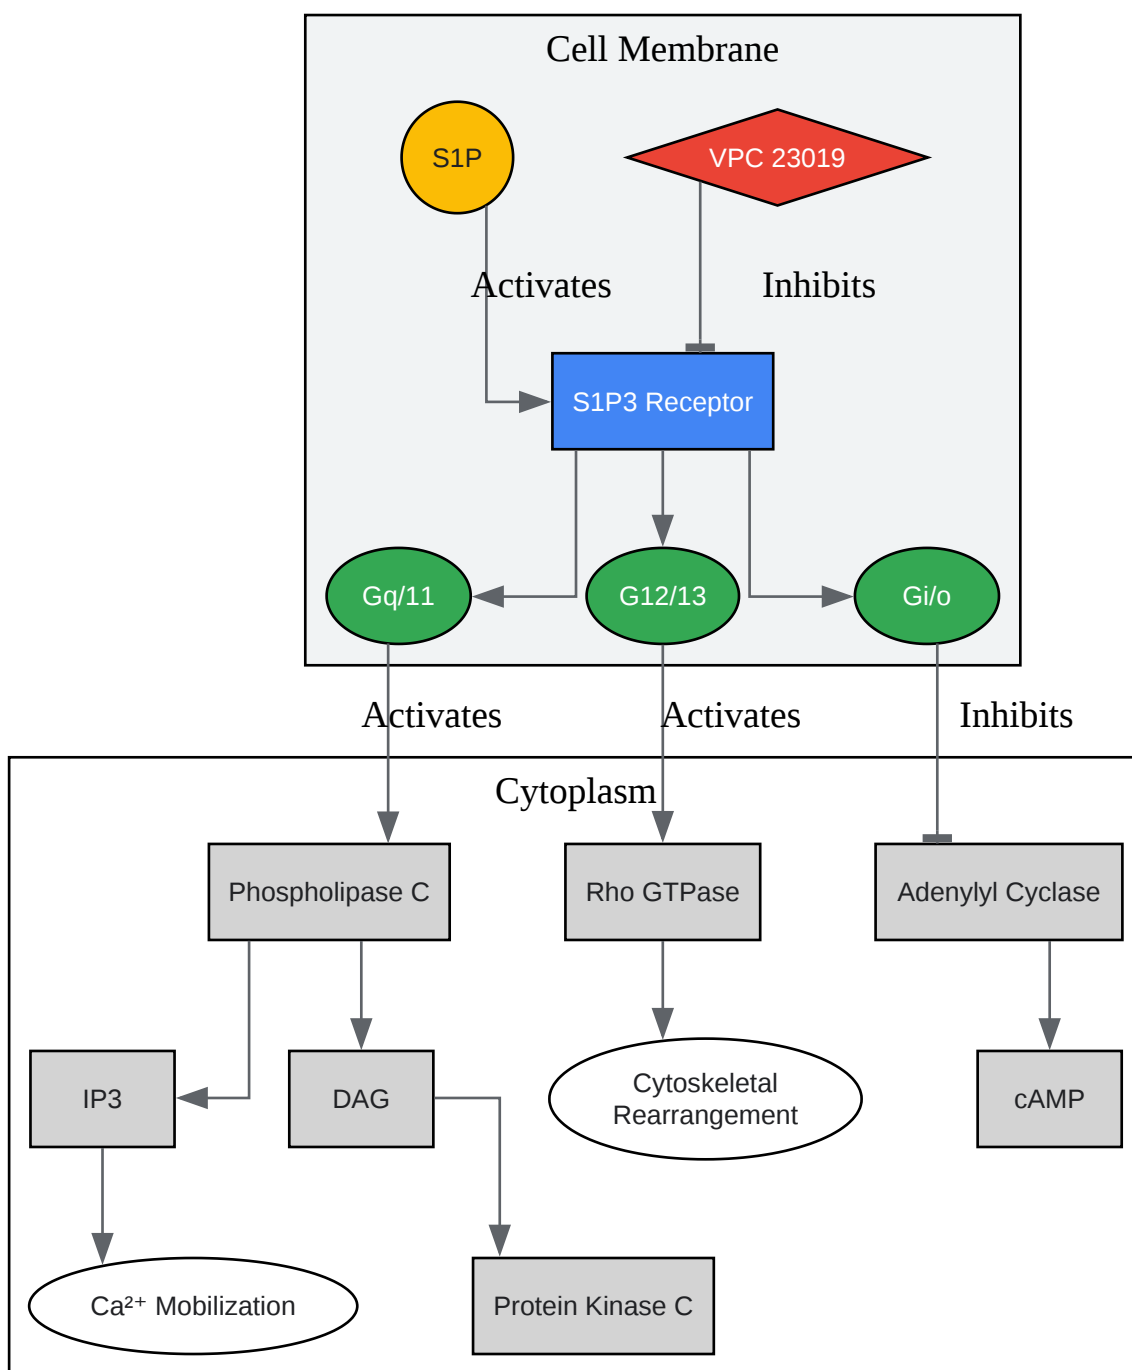 Cell Membrane
S1P
VPC 23019
Activates
Inhibits
S1P3 Receptor
Gq/11
G12/13
Gi/o
Activates
Activates
Inhibits
Cytoplasm
Phospholipase C
Rho GTPase
Adenylyl Cyclase
IP3
DAG
Cytoskeletal
Rearrangement
cAMP
Ca²⁺ Mobilization
Protein Kinase C